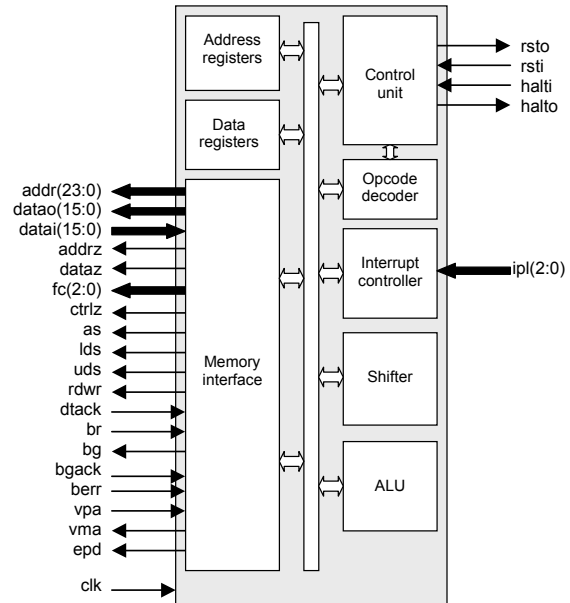 Address
registers
Data
registers
Memory
interface
Control
unit
Opcode
decoder
Interrupt
controller
Shifter
ALU
addr(23:0)
datao(15:0)
datai(15:0)
addrz
dataz
fc(2:0)
ctrlz
as
lds
uds
rdwr
dtack
br
bg
bgack
berr
vpa
vma
epd
clk
rsto
rsti
halti
halto
ipl(2:0)